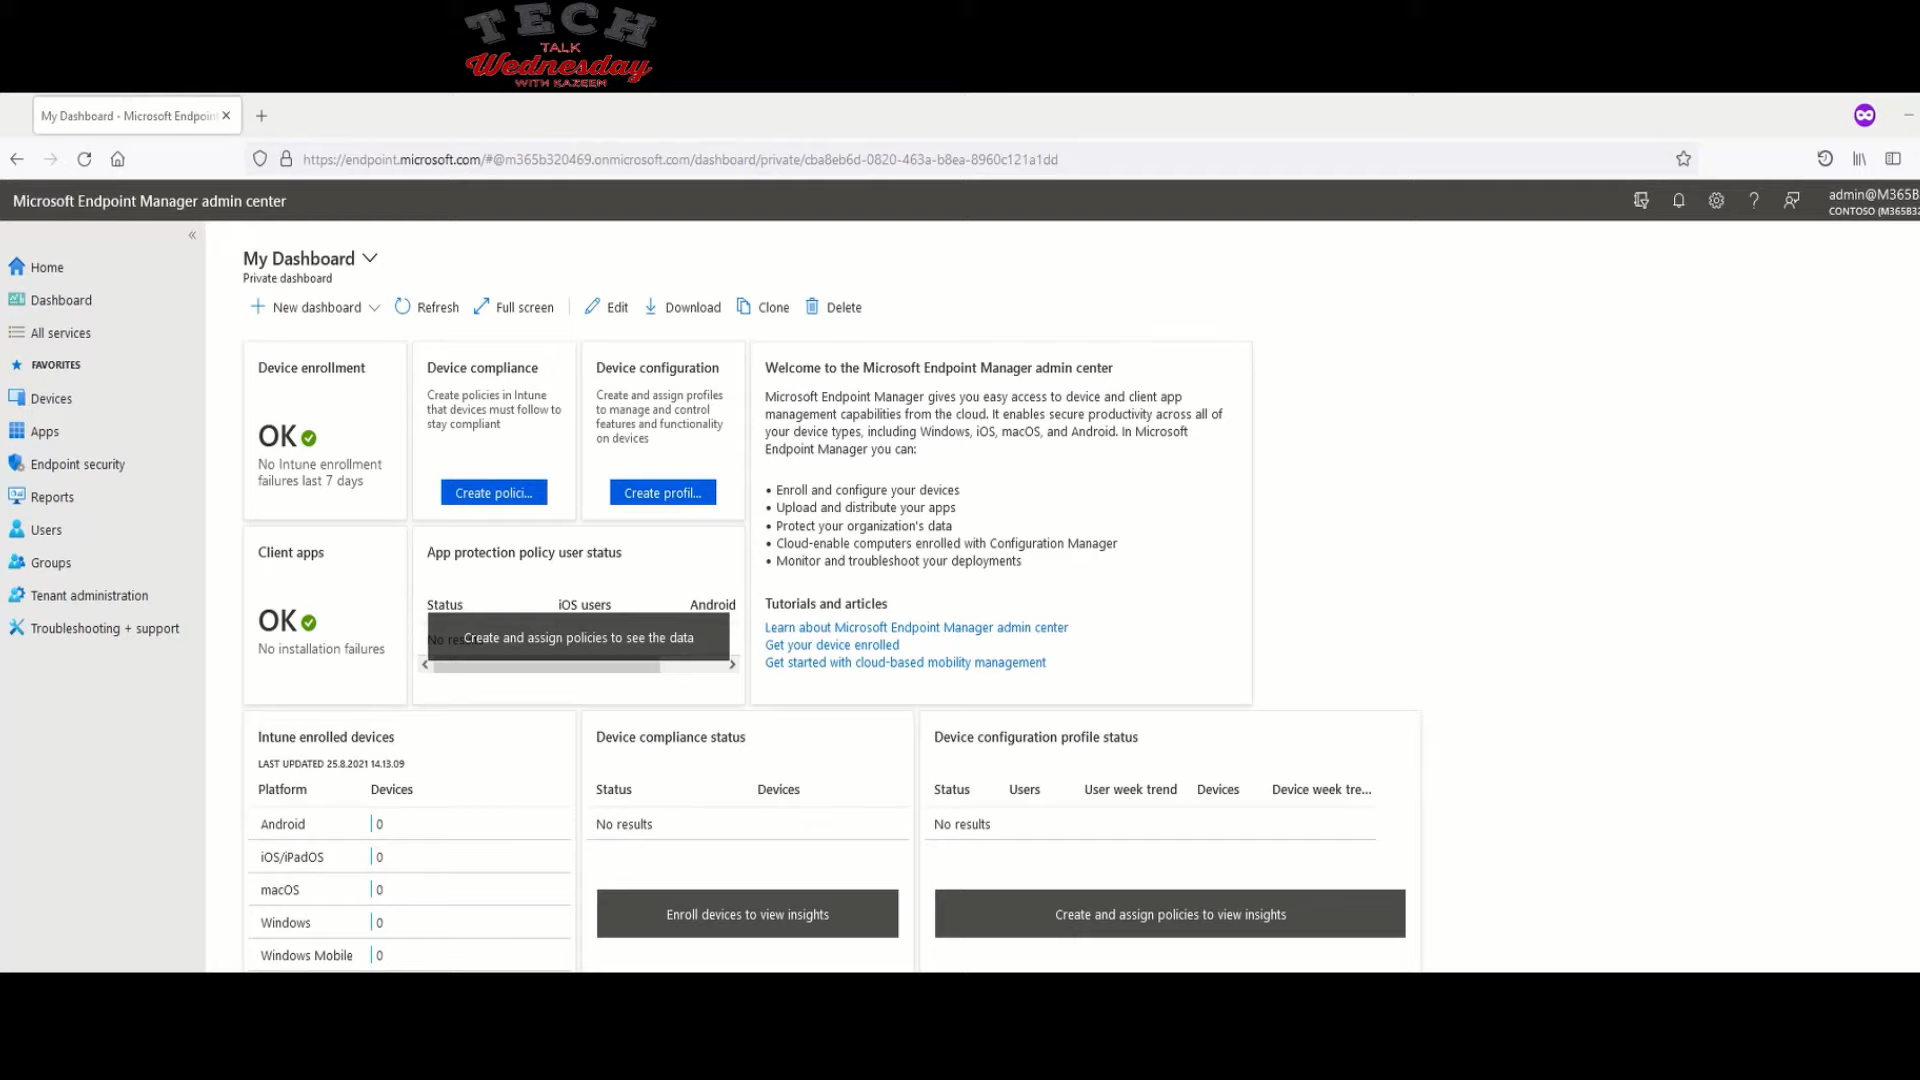 TECH
TALK
Wednesday
WITH KAZEEM
My Dashboard - Microsoft Endpoin
https://endpoint.microsoft.com/#@m365b320469.onmicrosoft.com/dashboard/private/cba8eb6d-0820-463a-b8ea-8960c121a1dd
Microsoft Endpoint Manager admin center
admin@M365B
CONTOSO (M365B32
Home
Dashboard
All services
FAVORITES
Devices
Apps
Endpoint security
Reports
Users
Groups
Tenant administration
Troubleshooting + support
My Dashboard
Private dashboard
New dashboard
Refresh
Full screen
Edit
Download
Clone
Delete
Device enrollment
OK
No Intune enrollment
failures last 7 days
Device compliance
Create policies in Intune
that devices must follow to
stay compliant
Create polici...
Device configuration
Create and assign profiles
to manage and control
features and functionality
on devices
Create profil...
Welcome to the Microsoft Endpoint Manager admin center
Microsoft Endpoint Manager gives you easy access to device and client app
management capabilities from the cloud. It enables secure productivity across all of
your device types, including Windows, iOS, macOS, and Android. In Microsoft
Endpoint Manager you can:
• Enroll and configure your devices
• Upload and distribute your apps
• Protect your organization's data
• Cloud-enable computers enrolled with Configuration Manager
• Monitor and troubleshoot your deployments
Tutorials and articles
Learn about Microsoft Endpoint Manager admin center
Get your device enrolled
Get started with cloud-based mobility management
Client apps
OK
No installation failures
App protection policy user status
Status iOS users Android
Create and assign policies to see the data
Intune enrolled devices
LAST UPDATED 25.8.2021 14.13.09
Platform Devices
Android 0
iOS/iPadOS 0
macOS 0
Windows 0
Windows Mobile 0
Device compliance status
Status Devices
No results
Enroll devices to view insights
Device configuration profile status
Status Users User week trend Devices Device week tre...
No results
Create and assign policies to view insights